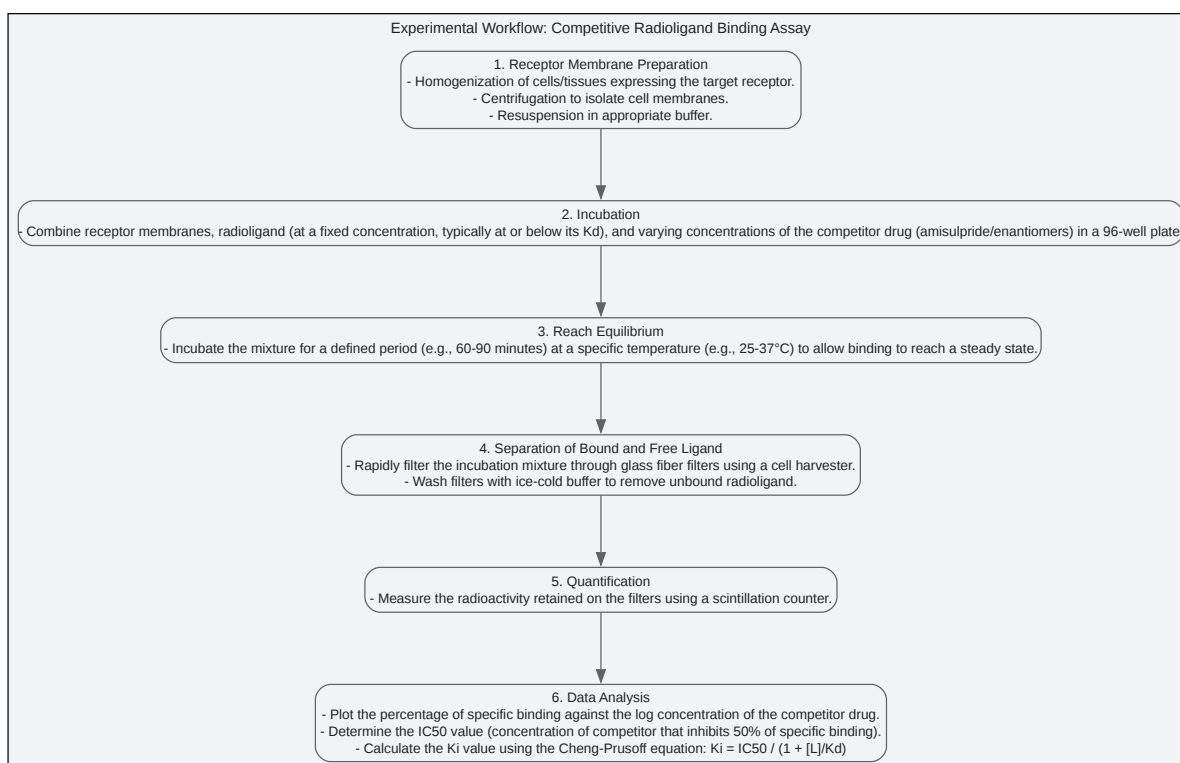 Experimental Workflow: Competitive Radioligand Binding Assay
1. Receptor Membrane Preparation
- Homogenization of cells/tissues expressing the target receptor.
- Centrifugation to isolate cell membranes.
- Resuspension in appropriate buffer.
2. Incubation
- Combine receptor membranes, radioligand (at a fixed concentration, typically at or below its Kd), and varying concentrations of the competitor drug (amisulpride/enantiomers) in a 96-well plate
3. Reach Equilibrium
- Incubate the mixture for a defined period (e.g., 60-90 minutes) at a specific temperature (e.g., 25-37°C) to allow binding to reach a steady state.
4. Separation of Bound and Free Ligand
- Rapidly filter the incubation mixture through glass fiber filters using a cell harvester.
- Wash filters with ice-cold buffer to remove unbound radioligand.
5. Quantification
- Measure the radioactivity retained on the filters using a scintillation counter.
6. Data Analysis
- Plot the percentage of specific binding against the log concentration of the competitor drug.
- Determine the IC50 value (concentration of competitor that inhibits 50% of specific binding).
- Calculate the Ki value using the Cheng-Prusoff equation: Ki = IC50 / (1 + [L]/Kd)